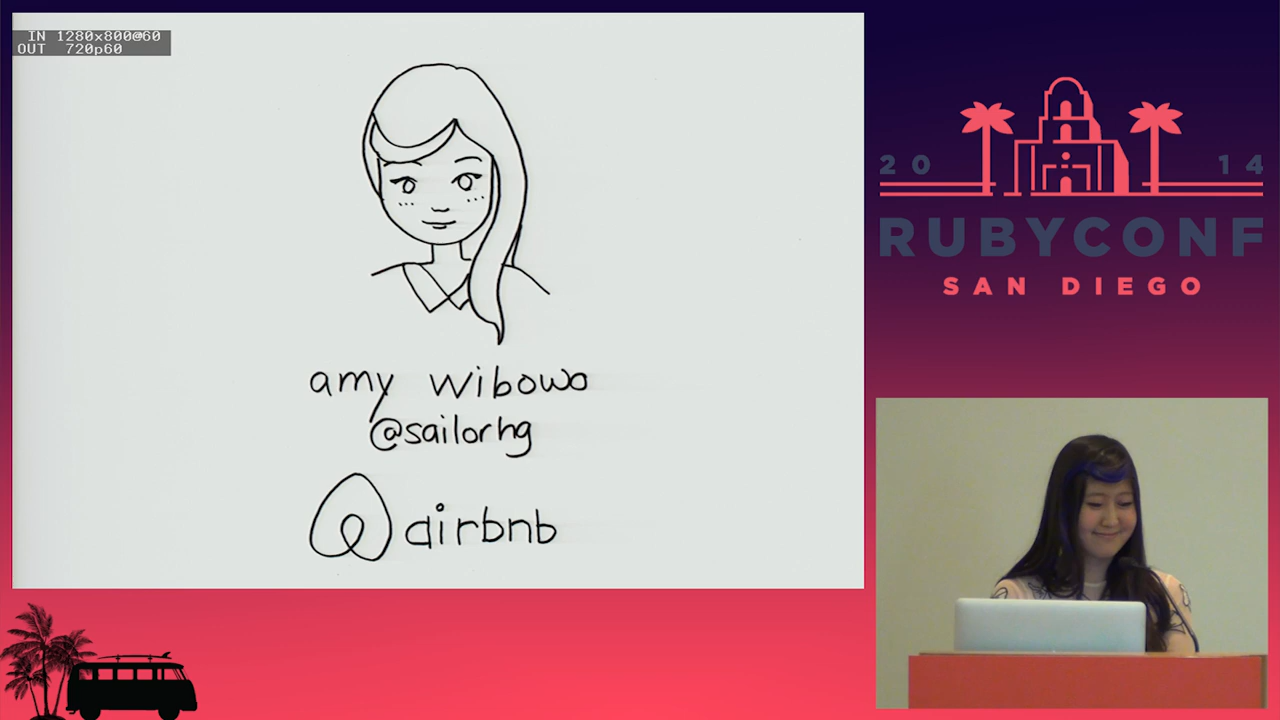 IN 1280x800@60
OUT 720p60
amy wibowo
@sailorhg
airbnb
20 14
RUBYCONF
SAN DIEGO